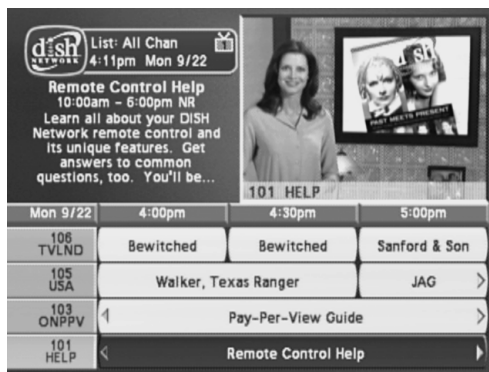 dish
NETWORK
List: All Chan
4:11pm Mon 9/22
Remote Control Help
10:00am - 6:00pm NR
Learn all about your DISH
Network remote control and
its unique features. Get
answers to common
questions, too. You'll be...
dish
PAST MEETS PRESENT
101 HELP
Mon 9/22 4:00pm 4:30pm 5:00pm
106 TVLND Bewitched Bewitched Sanford & Son
105 USA Walker, Texas Ranger JAG
103 ONPPV Pay-Per-View Guide
101 HELP Remote Control Help